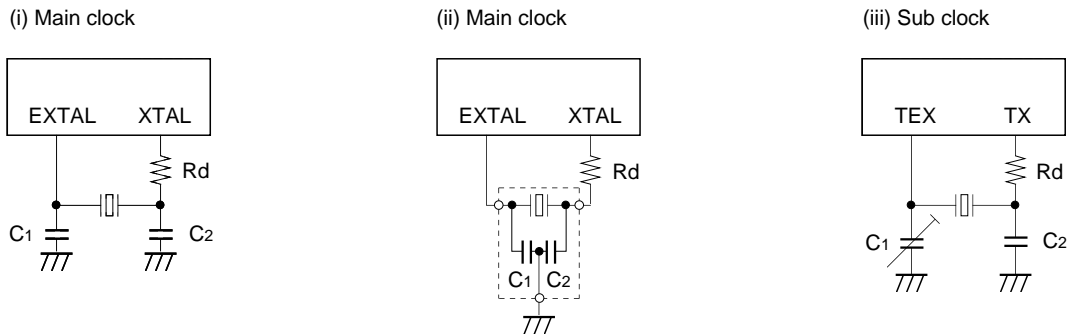 (i) Main clock
EXTAL XTAL
Rd
C1
C2
(ii) Main clock
EXTAL XTAL
Rd
C1 C2
(iii) Sub clock
TEX TX
C1
C2